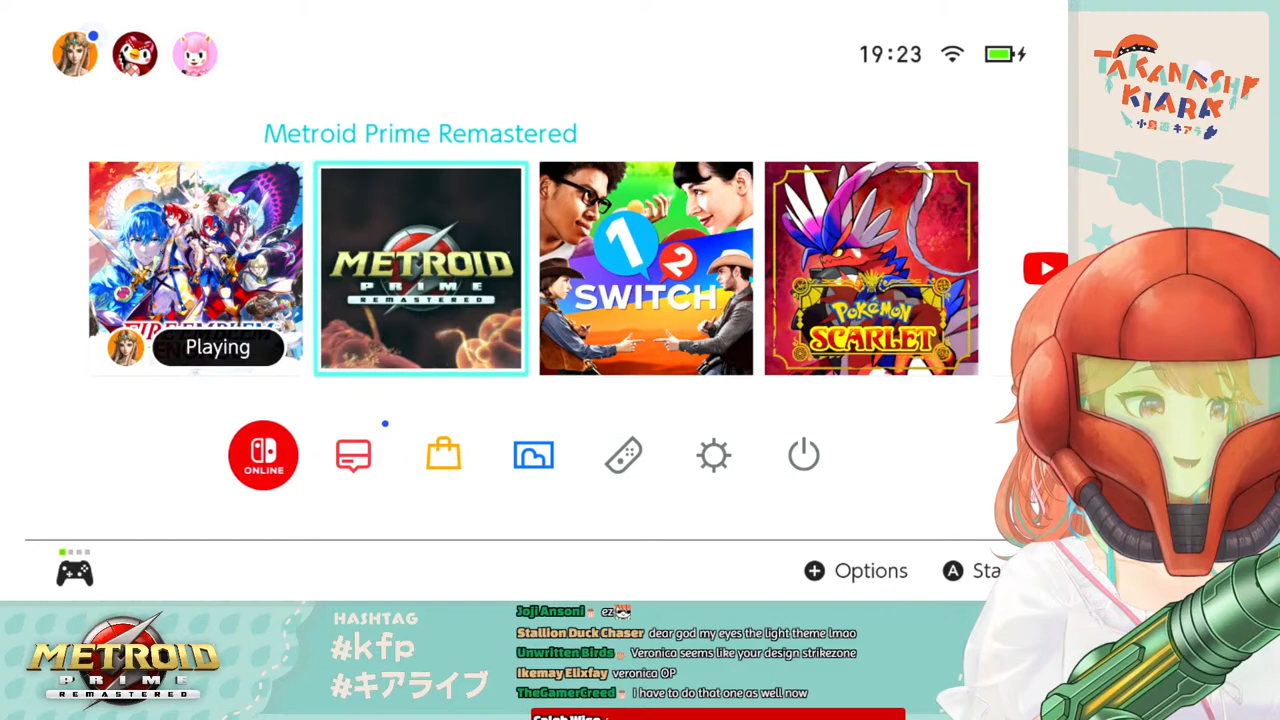 19:23
TAKANASHI
KIARA
小鳥遊キアラ
Metroid Prime Remastered
FIRE EMBLEM
Playing
METROID
PRIME
REMASTERED
1 2
SWITCH
POKÉMON
SCARLET
ONLINE
Options
A Sta
METROID
PRIME
REMASTERED
HASHTAG
#kfp
#キアライブ
Joji Ansoni ez
Stallion Duck Chaser dear god my eyes the light theme lmao
Unwritten Birds Veronica seems like your design strikezone
Ikemay Elixfay veronica OP
TheGamerCreed I have to do that one as well now